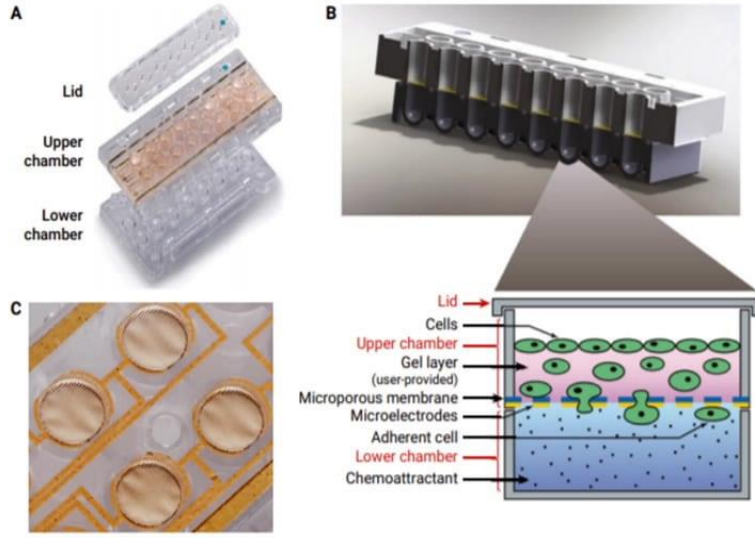 A
Lid
Upper
chamber
Lower
chamber
B
C
Lid
Cells
Upper chamber
Gel layer
(user-provided)
Microporous membrane
Microelectrodes
Adherent cell
Lower chamber
Chemoattractant